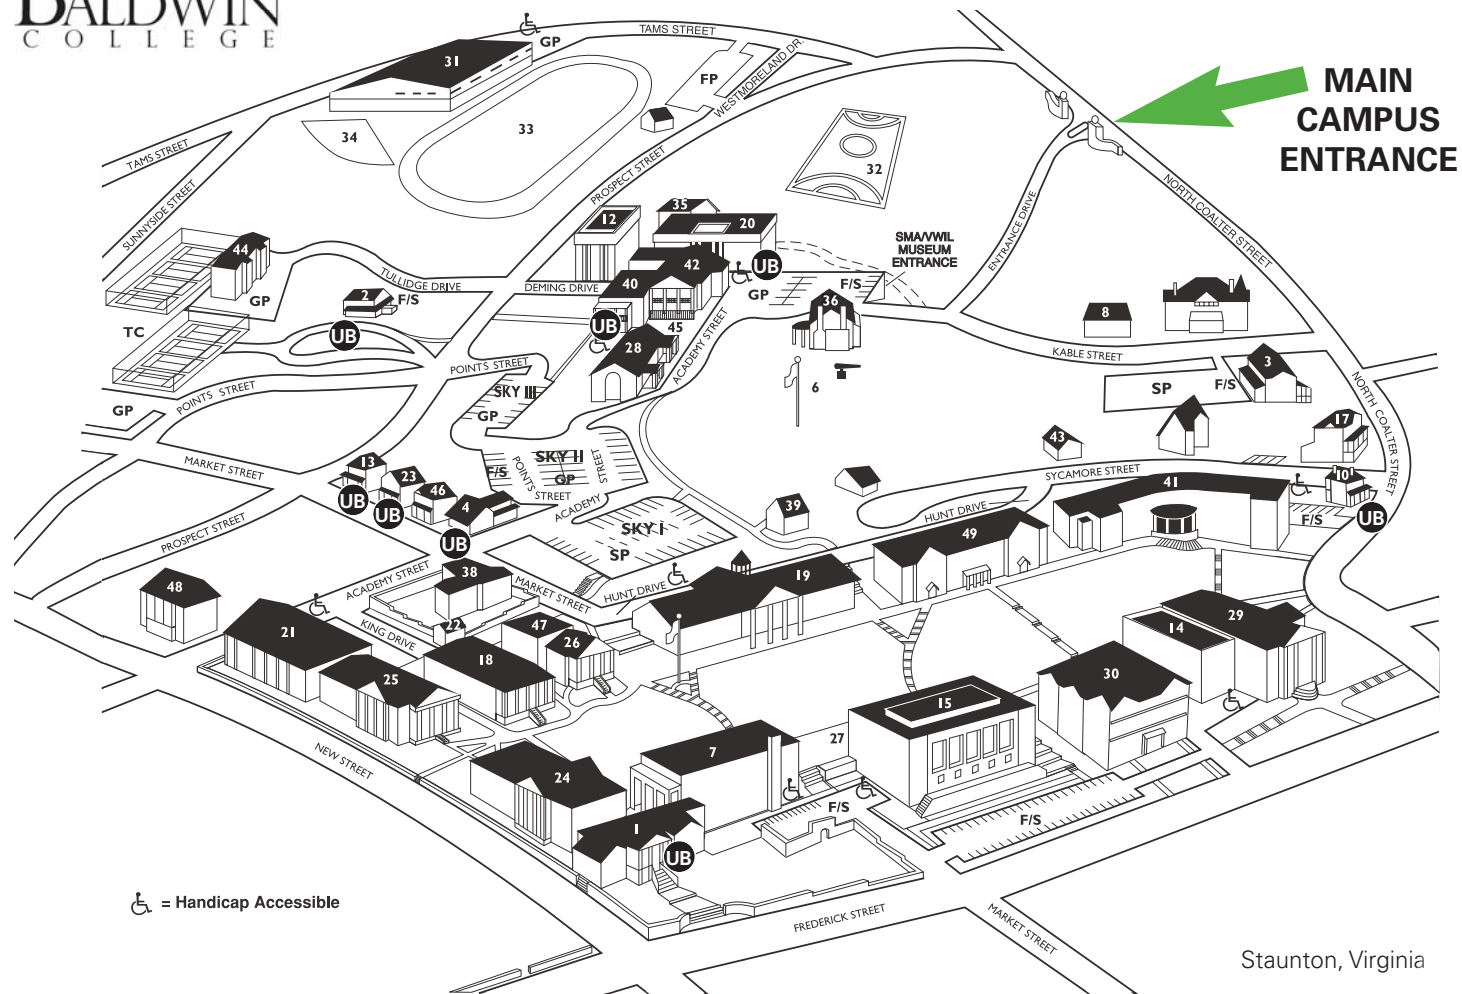 BALDWIN
COLLEGE
MAIN
CAMPUS
ENTRANCE
TAMS STREET
GP
31
FP
WESTMORELAND DR.
34
33
32
TAMS STREET
SUNNYSIDE STREET
PROSPECT STREET
NORTH COALTER STREET
ENTRANCE DRIVE
35
12
20
SMA/VWIL
MUSEUM
ENTRANCE
44
42
UB
TULLIDGE DRIVE
DEMING DRIVE
40
GP
F/S
2
F/S
GP
36
8
TC
UB
UB
45
28
ACADEMY STREET
KABLE STREET
3
POINTS STREET
SKY III
6
SP
F/S
NORTH COALTER STREET
GP
POINTS STREET
GP
17
43
MARKET STREET
13
23
46
4
F/S
SKY II
GP
POINTS STREET
ACADEMY
STREET
SYCAMORE STREET
41
10
UB
UB
UB
39
HUNT DRIVE
F/S
UB
PROSPECT STREET
SKY I
SP
49
48
ACADEMY STREET
38
MARKET STREET
HUNT DRIVE
19
21
22
KING DRIVE
47
26
14
29
25
18
30
15
NEW STREET
24
7
27
F/S
F/S
1
UB
= Handicap Accessible
FREDERICK STREET
MARKET STREET
Staunton, Virginia